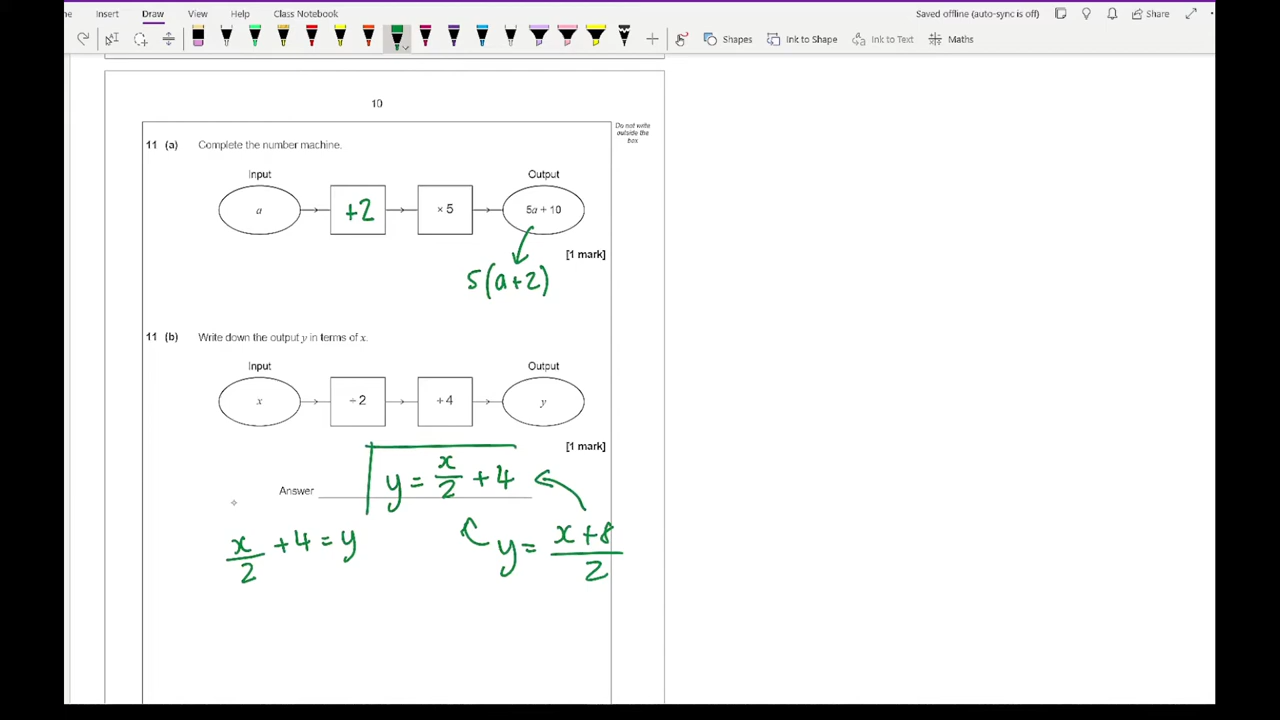 Insert Draw View Help Class Notebook Saved offline (auto-sync is off) Share
Shapes Ink to Shape Ink to Text Maths
10
Do not write
outside the
box
11 (a) Complete the number machine.
Input Output
a +2 × 5 5a + 10
[1 mark]
5(a+2)
11 (b) Write down the output y in terms of x.
Input Output
x ÷ 2 + 4 y
[1 mark]
Answer y = x/2 + 4
x/2 + 4 = y y = x+8/2